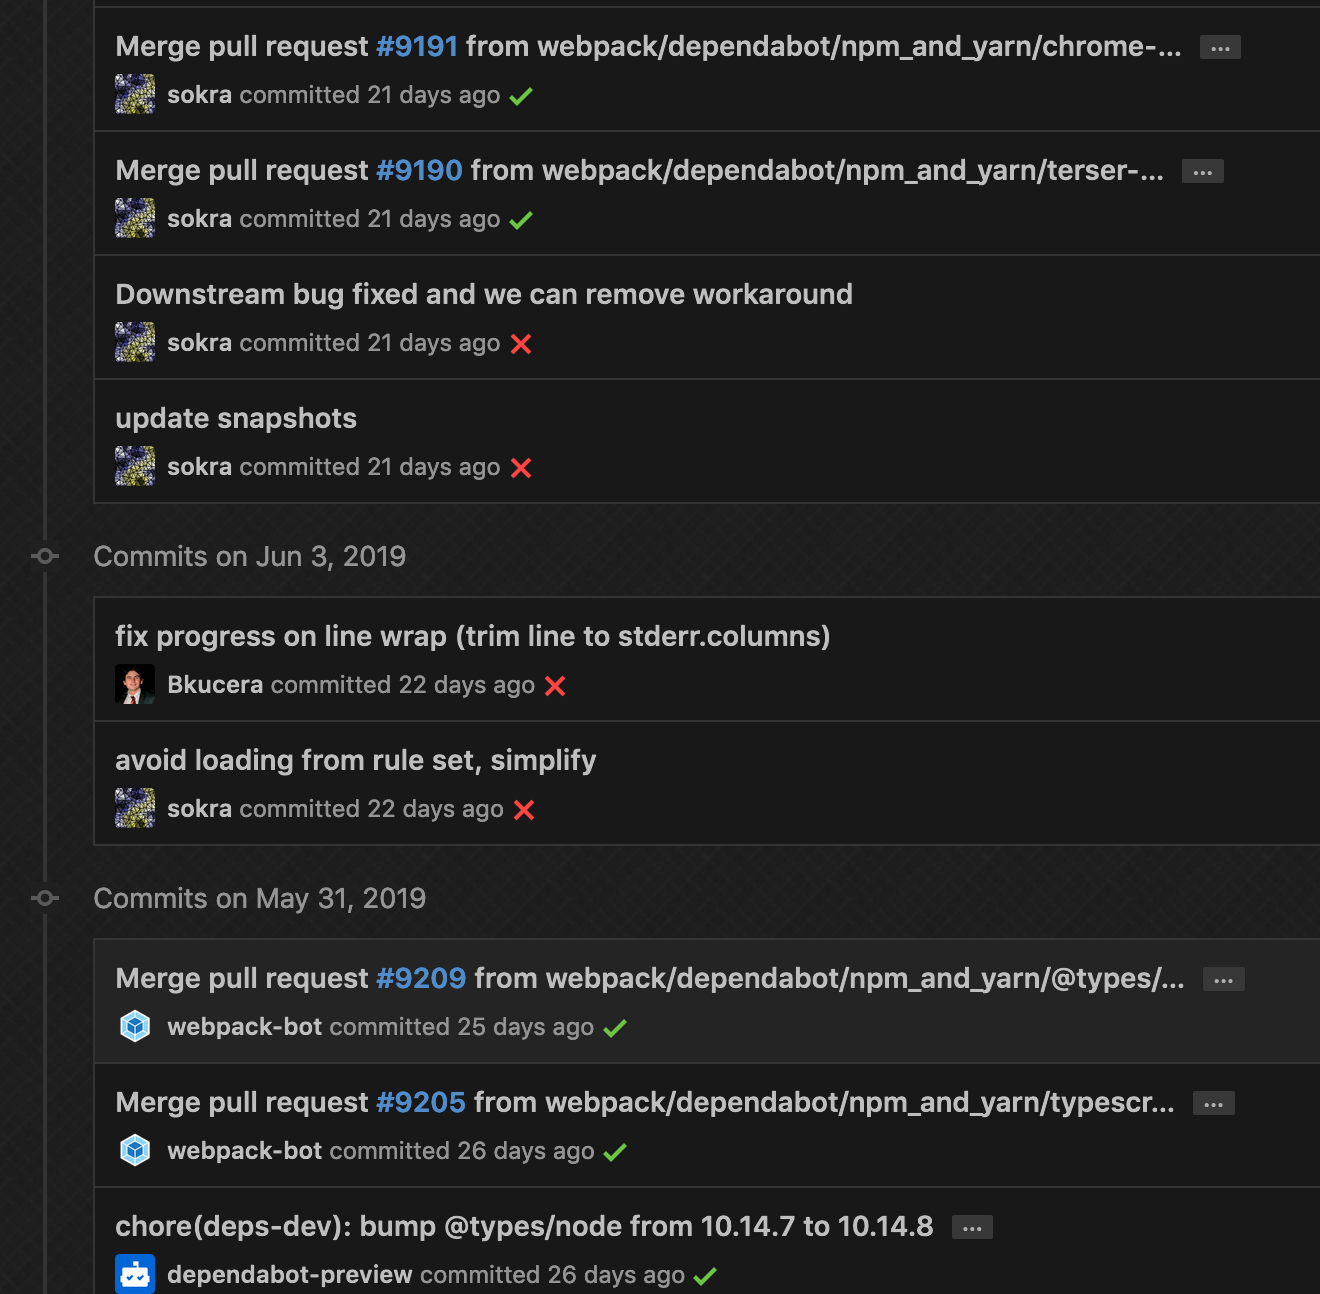 Merge pull request #9191 from webpack/dependabot/npm_and_yarn/chrome-... ...
sokra committed 21 days ago
Merge pull request #9190 from webpack/dependabot/npm_and_yarn/terser-... ...
sokra committed 21 days ago
Downstream bug fixed and we can remove workaround
sokra committed 21 days ago
update snapshots
sokra committed 21 days ago
Commits on Jun 3, 2019
fix progress on line wrap (trim line to stderr.columns)
Bkucera committed 22 days ago
avoid loading from rule set, simplify
sokra committed 22 days ago
Commits on May 31, 2019
Merge pull request #9209 from webpack/dependabot/npm_and_yarn/@types/... ...
webpack-bot committed 25 days ago
Merge pull request #9205 from webpack/dependabot/npm_and_yarn/typescr... ...
webpack-bot committed 26 days ago
chore(deps-dev): bump @types/node from 10.14.7 to 10.14.8 ...
dependabot-preview committed 26 days ago